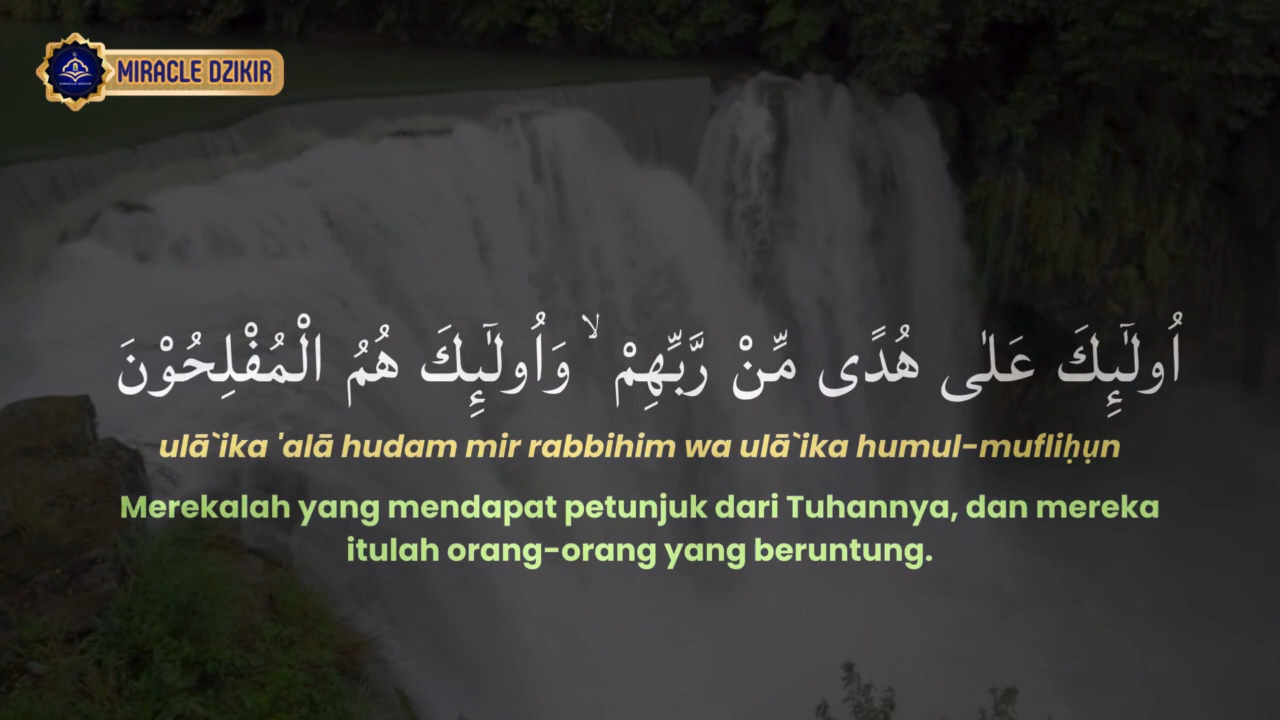 MIRACLE DZIKIR
اُولٰۤىِٕكَ عَلٰى هُدًى مِّنْ رَّبِّهِمْ ۙ وَاُولٰۤىِٕكَ هُمُ الْمُفْلِحُوْنَ
ulā`ika 'alā hudam mir rabbihim wa ulā`ika humul-mufliḥụn
Merekalah yang mendapat petunjuk dari Tuhannya, dan mereka
itulah orang-orang yang beruntung.